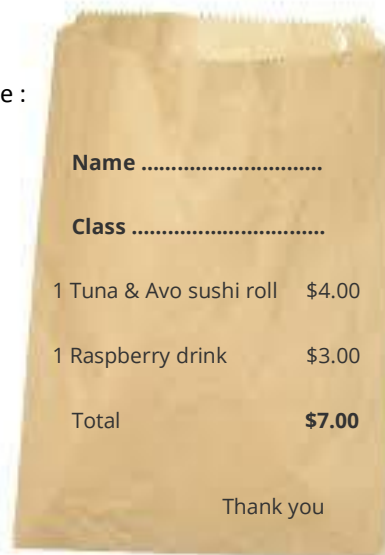 e :
Name ...............................
Class .................................
1 Tuna & Avo sushi roll $4.00
1 Raspberry drink $3.00
Total $7.00
Thank you